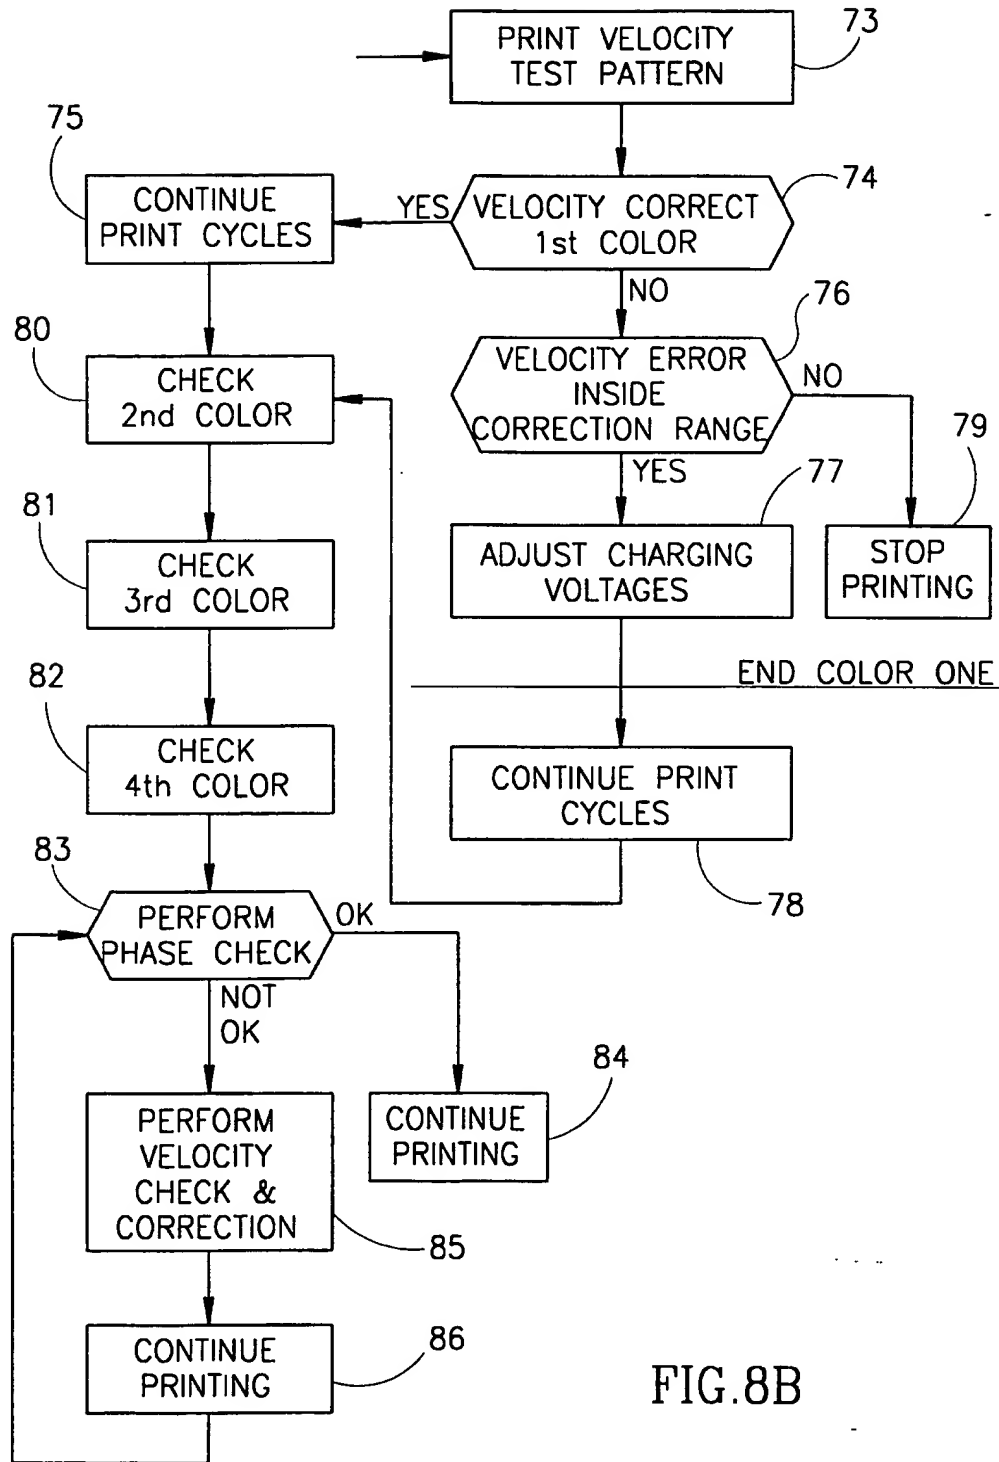 73
PRINT VELOCITY
TEST PATTERN
75
74
CONTINUE
PRINT CYCLES
YES
VELOCITY CORRECT
1st COLOR
NO
76
80
CHECK
2nd COLOR
VELOCITY ERROR
INSIDE
CORRECTION RANGE
NO
YES
79
77
81
CHECK
3rd COLOR
ADJUST CHARGING
VOLTAGES
STOP
PRINTING
END COLOR ONE
82
CHECK
4th COLOR
CONTINUE PRINT
CYCLES
78
83
PERFORM
PHASE CHECK
OK
NOT
OK
84
CONTINUE
PRINTING
PERFORM
VELOCITY
CHECK &
CORRECTION
85
CONTINUE
PRINTING
86
FIG.8B